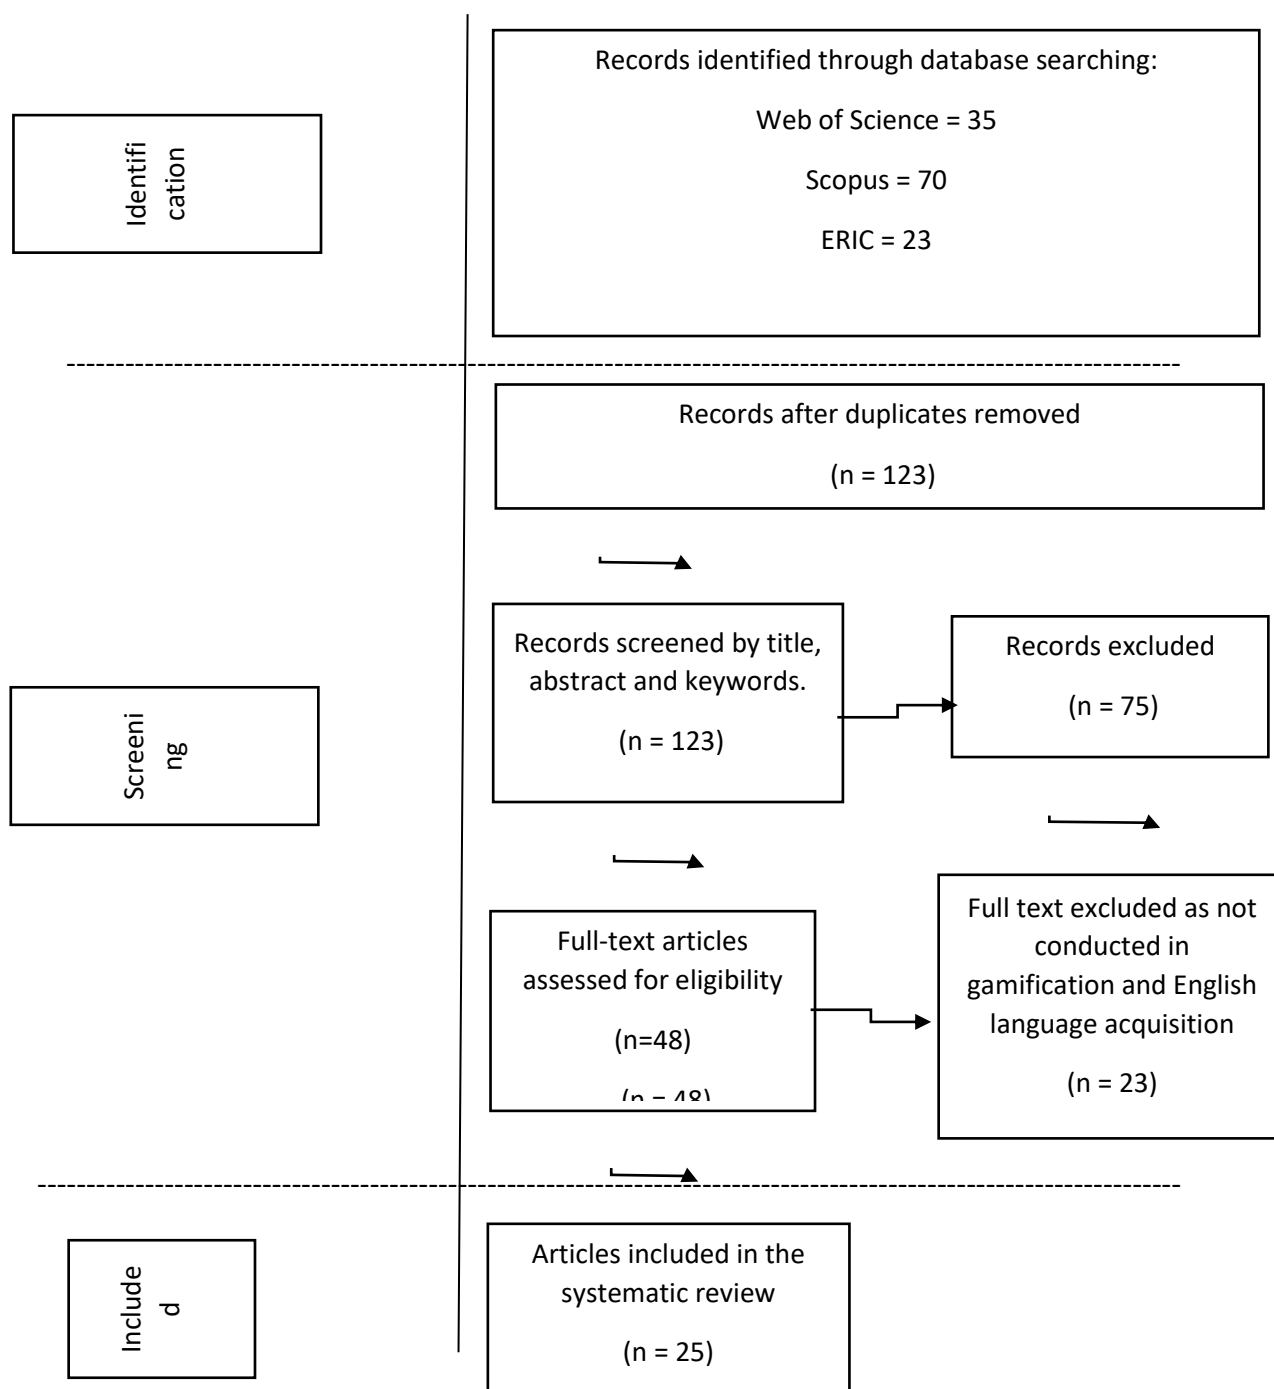 Identifi
cation
Records identified through database searching:
Web of Science = 35
Scopus = 70
ERIC = 23
Records after duplicates removed
(n = 123)
Screeni
ng
Records screened by title,
abstract and keywords.
(n = 123)
Records excluded
(n = 75)
Full-text articles
assessed for eligibility
(n=48)
(n = 48)
Full text excluded as not
conducted in
gamification and English
language acquisition
(n = 23)
Include
d
Articles included in the
systematic review
(n = 25)